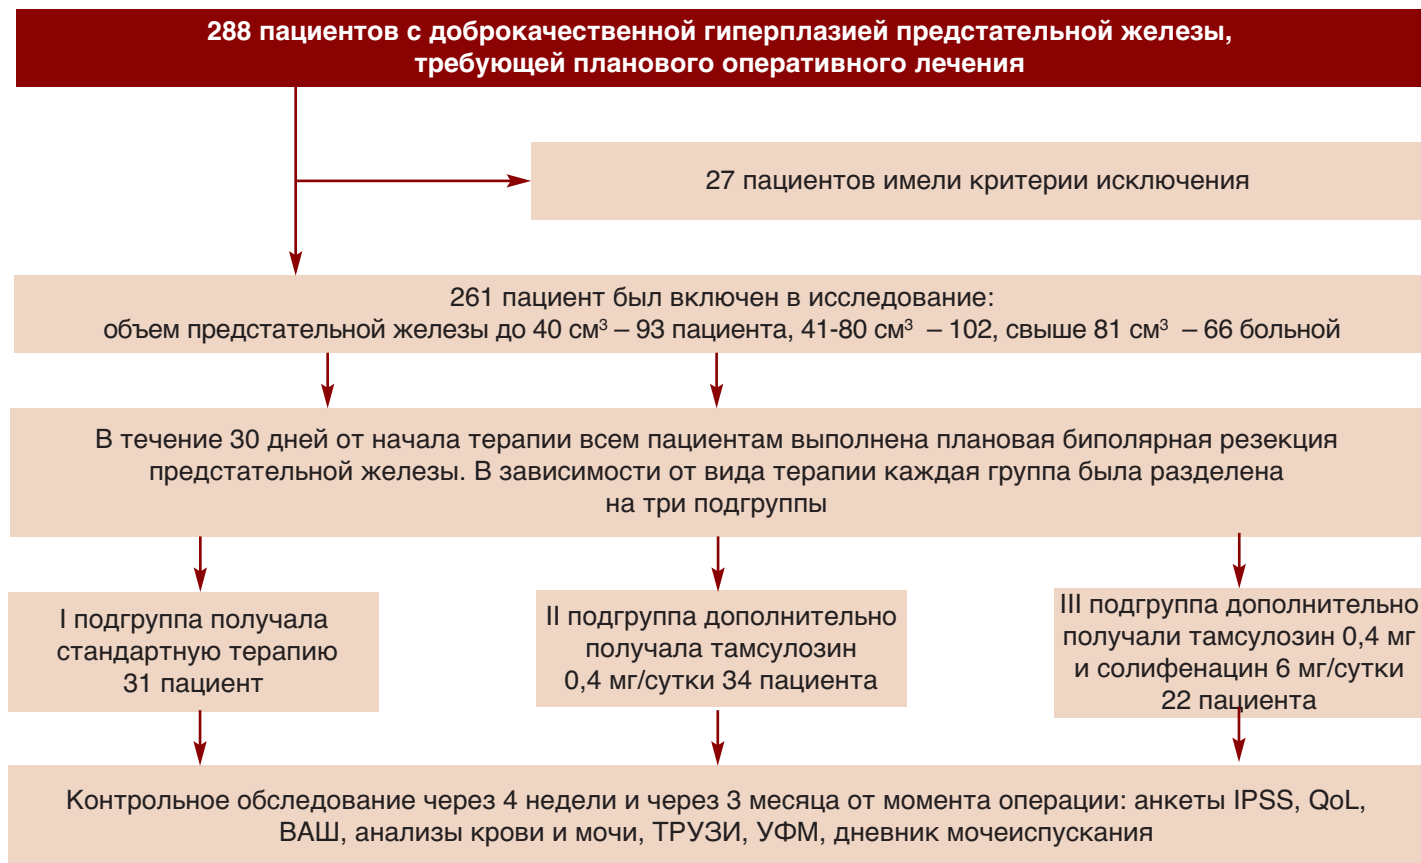 288 пациентов с доброкачественной гиперплазией предстательной железы,
требующей планового оперативного лечения
27 пациентов имели критерии исключения
261 пациент был включен в исследование:
объем предстательной железы до 40 см³ – 93 пациента, 41-80 см³ – 102, свыше 81 см³ – 66 больной
В течение 30 дней от начала терапии всем пациентам выполнена плановая биполярная резекция
предстательной железы. В зависимости от вида терапии каждая группа была разделена
на три подгруппы
I подгруппа получала
стандартную терапию
31 пациент
II подгруппа дополнительно
получала тамсулозин
0,4 мг/сутки 34 пациента
III подгруппа дополнительно
получали тамсулозин 0,4 мг
и солифенацин 6 мг/сутки
22 пациента
Контрольное обследование через 4 недели и через 3 месяца от момента операции: анкеты IPSS, QoL,
ВАШ, анализы крови и мочи, ТРУЗИ, УФМ, дневник мочеиспускания